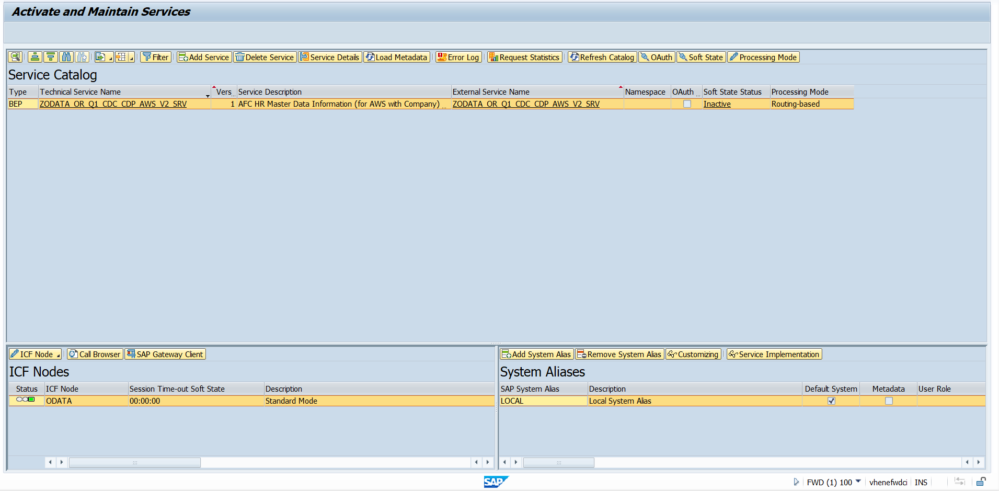 Activate and Maintain Services
Filter Add Service Delete Service Service Details Load Metadata Error Log Request Statistics Refresh Catalog OAuth Soft State Processing Mode
Service Catalog
Type Technical Service Name Vers... Service Description External Service Name Namespace OAuth ... Soft State Status Processing Mode
BEP ZODATA_OR_Q1_CDC_CDP_AWS_V2_SRV 1 AFC HR Master Data Information (for AWS with Company) ... ZODATA_OR_Q1_CDC_CDP_AWS_V2_SRV Inactive Routing-based
ICF Node Call Browser SAP Gateway Client
ICF Nodes
Status ICF Node Session Time-out Soft State Description
ODATA 00:00:00 Standard Mode
Add System Alias Remove System Alias Customizing Service Implementation
System Aliases
SAP System Alias Description Default System Metadata User Role
LOCAL Local System Alias
SAP FWD (1) 100 vhenefwdci INS